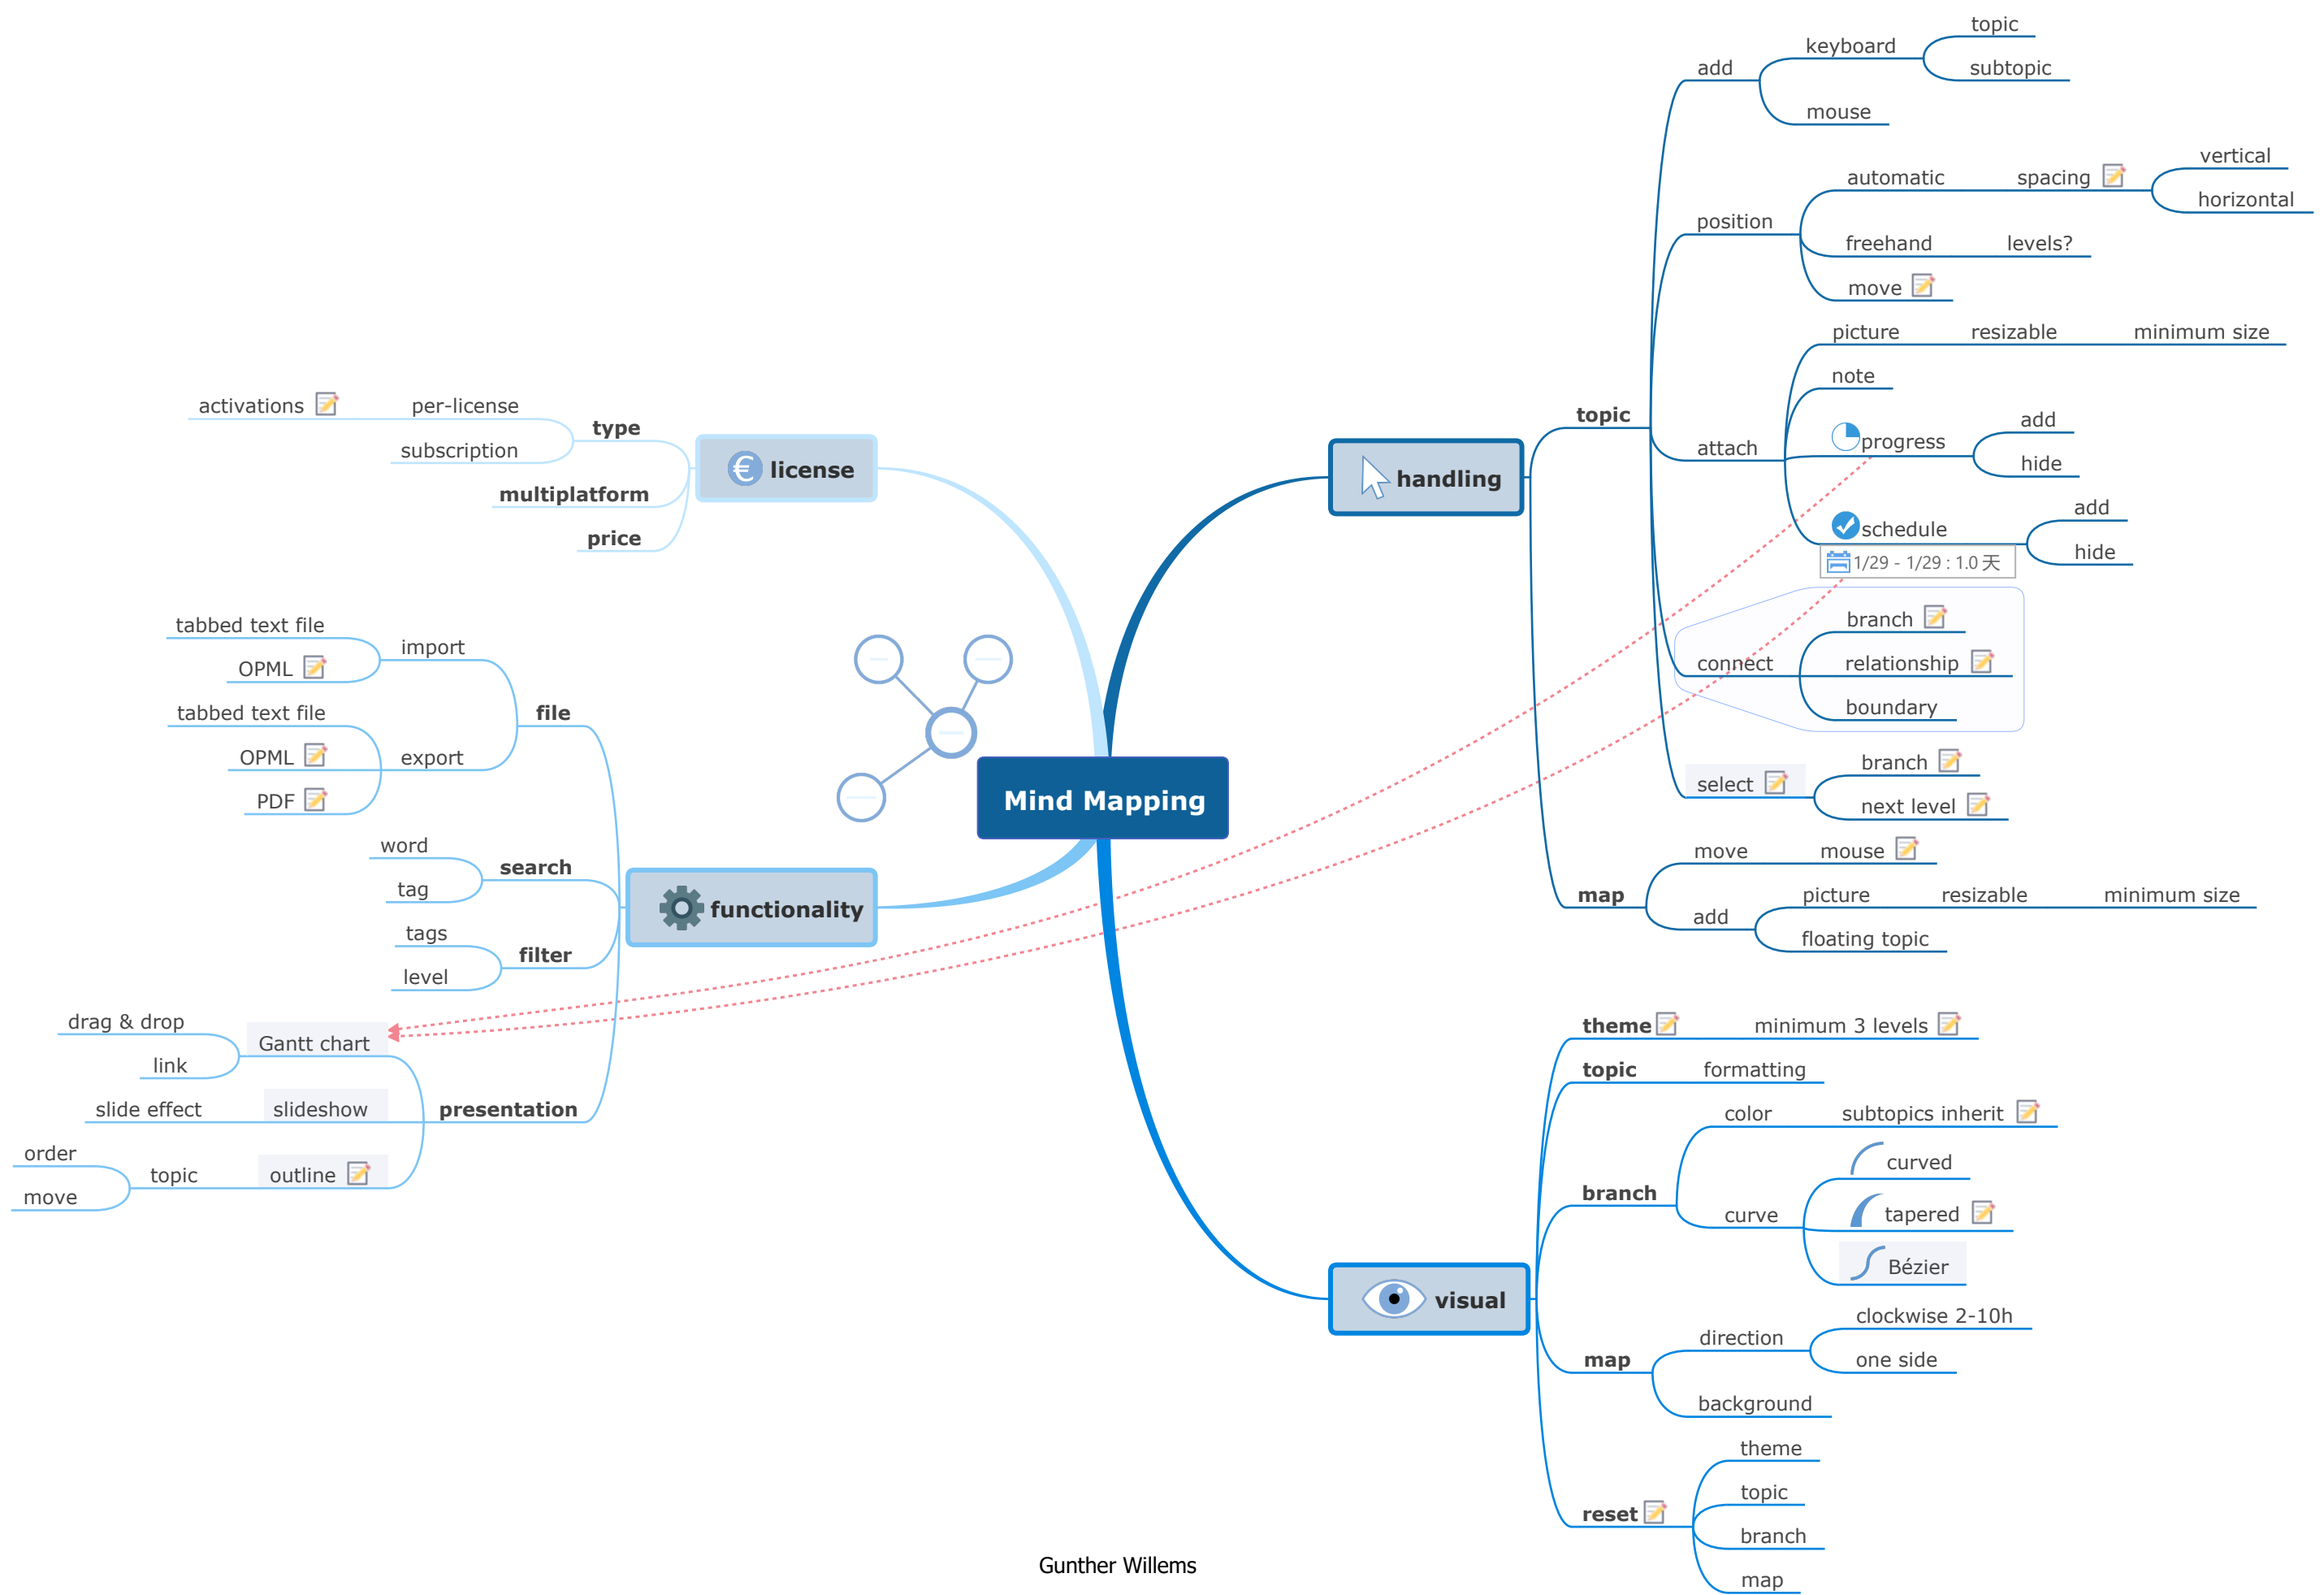 Mind Mapping
handling
topic
add
keyboard
topic
subtopic
mouse
position
automatic
spacing
vertical
horizontal
freehand
levels?
move
attach
picture
resizable
minimum size
note
progress
add
hide
schedule
1/29 - 1/29 : 1.0 天
add
hide
connect
branch
relationship
boundary
select
branch
next level
map
move
mouse
add
picture
resizable
minimum size
floating topic
visual
theme
minimum 3 levels
topic
formatting
branch
color
subtopics inherit
curve
curved
tapered
Bézier
map
direction
clockwise 2-10h
one side
background
reset
theme
topic
branch
map
functionality
file
import
tabbed text file
OPML
export
tabbed text file
OPML
PDF
search
word
tag
filter
tags
level
presentation
Gantt chart
drag & drop
link
slideshow
slide effect
outline
topic
order
move
€ license
type
per-license
activations
subscription
multiplatform
price
Gunther Willems